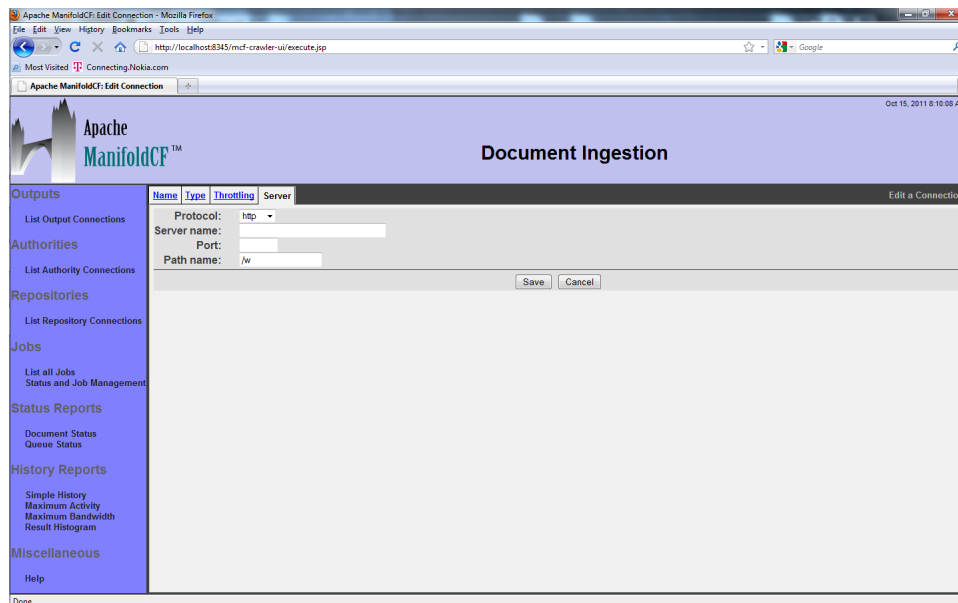 Apache ManifoldCF: Edit Connection - Mozilla Firefox
File Edit View History Bookmarks Tools Help
http://localhost:8345/mcf-crawler-ui/execute.jsp
Google
Most Visited Connecting.Nokia.com
Apache ManifoldCF: Edit Connection
Oct 15, 2011 8:10:08 A
Apache
ManifoldCF™
Document Ingestion
Outputs
List Output Connections
Authorities
List Authority Connections
Repositories
List Repository Connections
Jobs
List all Jobs
Status and Job Management
Status Reports
Document Status
Queue Status
History Reports
Simple History
Maximum Activity
Maximum Bandwidth
Result Histogram
Miscellaneous
Help
Name Type Throttling Server
Edit a Connectio
Protocol: http
Server name:
Port:
Path name: /w
Save Cancel
Done